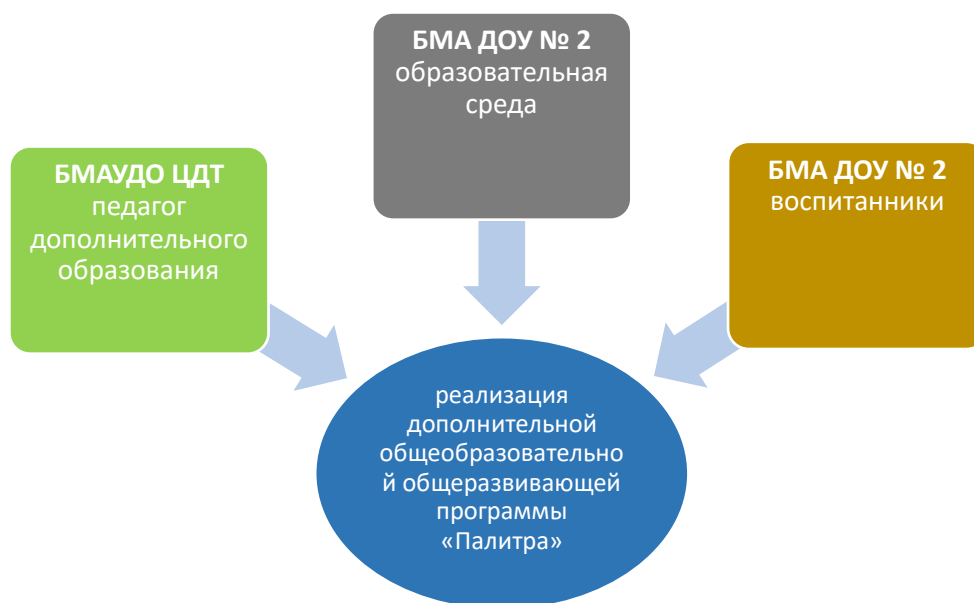 БМА ДОУ № 2
образовательная
среда
БМАУДО ЦДТ
педагог
дополнительного
образования
БМА ДОУ № 2
воспитанники
реализация
дополнительной
общеобразовательно
й общеразвивающей
программы
«Палитра»